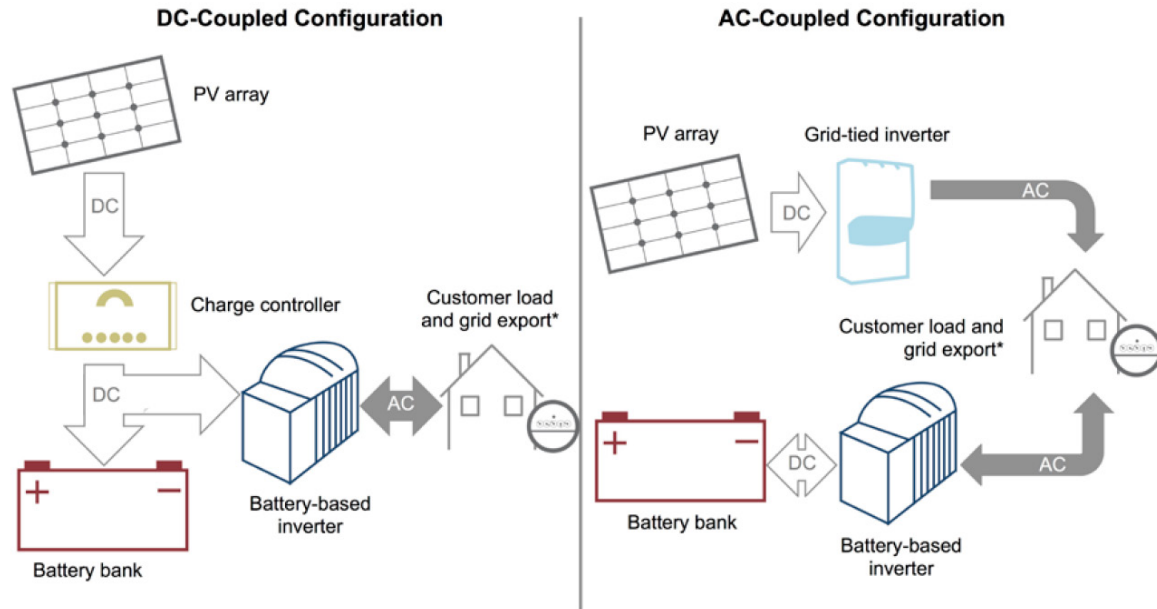 DC-Coupled Configuration
PV array
DC
Charge controller
DC
Customer load
and grid export*
AC
Battery-based
inverter
+ −
Battery bank
AC-Coupled Configuration
PV array
Grid-tied inverter
DC
AC
Customer load and
grid export*
+ −
DC
AC
Battery bank
Battery-based
inverter